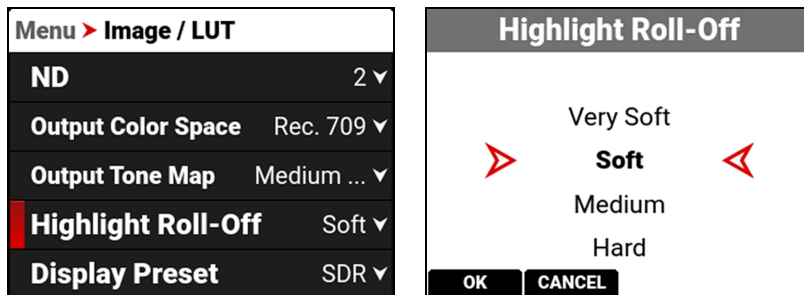 Menu > Image / LUT
ND 2
Output Color Space Rec. 709
Output Tone Map Medium ...
Highlight Roll-Off Soft
Display Preset SDR
Highlight Roll-Off
Very Soft
Soft
Medium
Hard
OK CANCEL